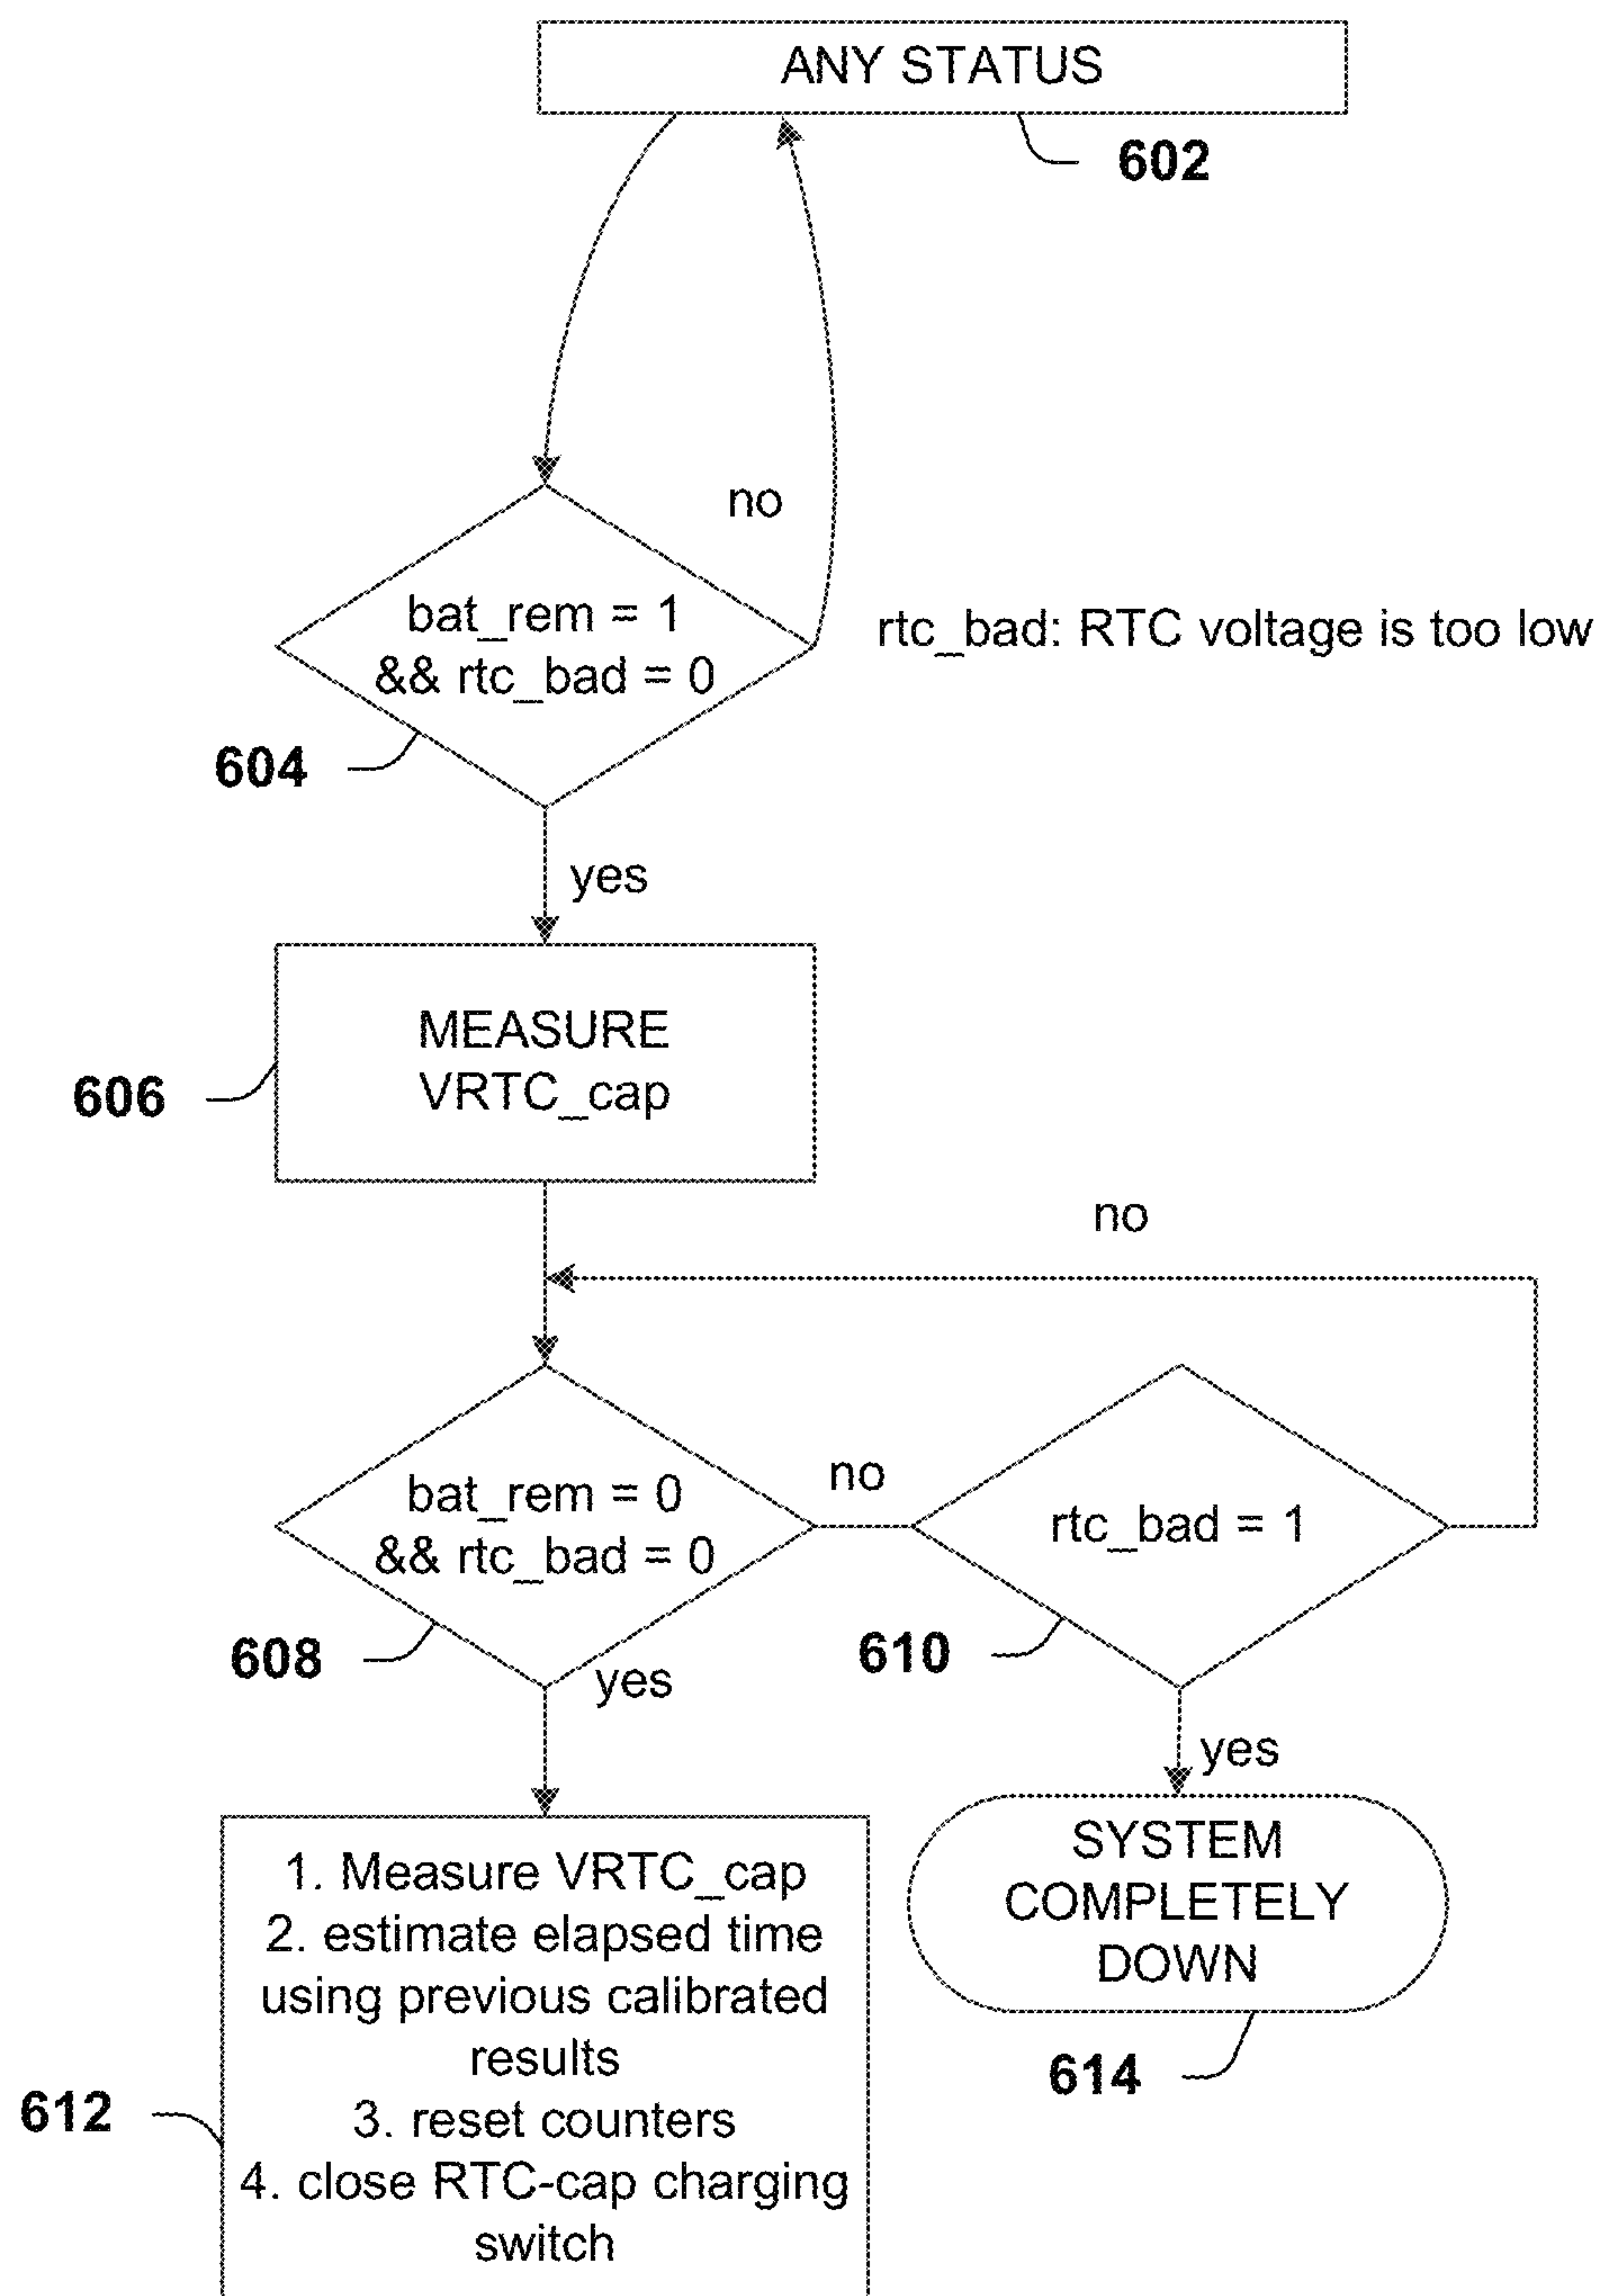 ANY STATUS
602
no
bat_rem = 1
&& rtc_bad = 0
rtc_bad: RTC voltage is too low
604
yes
MEASURE
VRTC_cap
606
no
bat_rem = 0
&& rtc_bad = 0
no
rtc_bad = 1
608
610
yes
yes
1. Measure VRTC_cap
2. estimate elapsed time
using previous calibrated
results
3. reset counters
4. close RTC-cap charging
switch
612
SYSTEM
COMPLETELY
DOWN
614